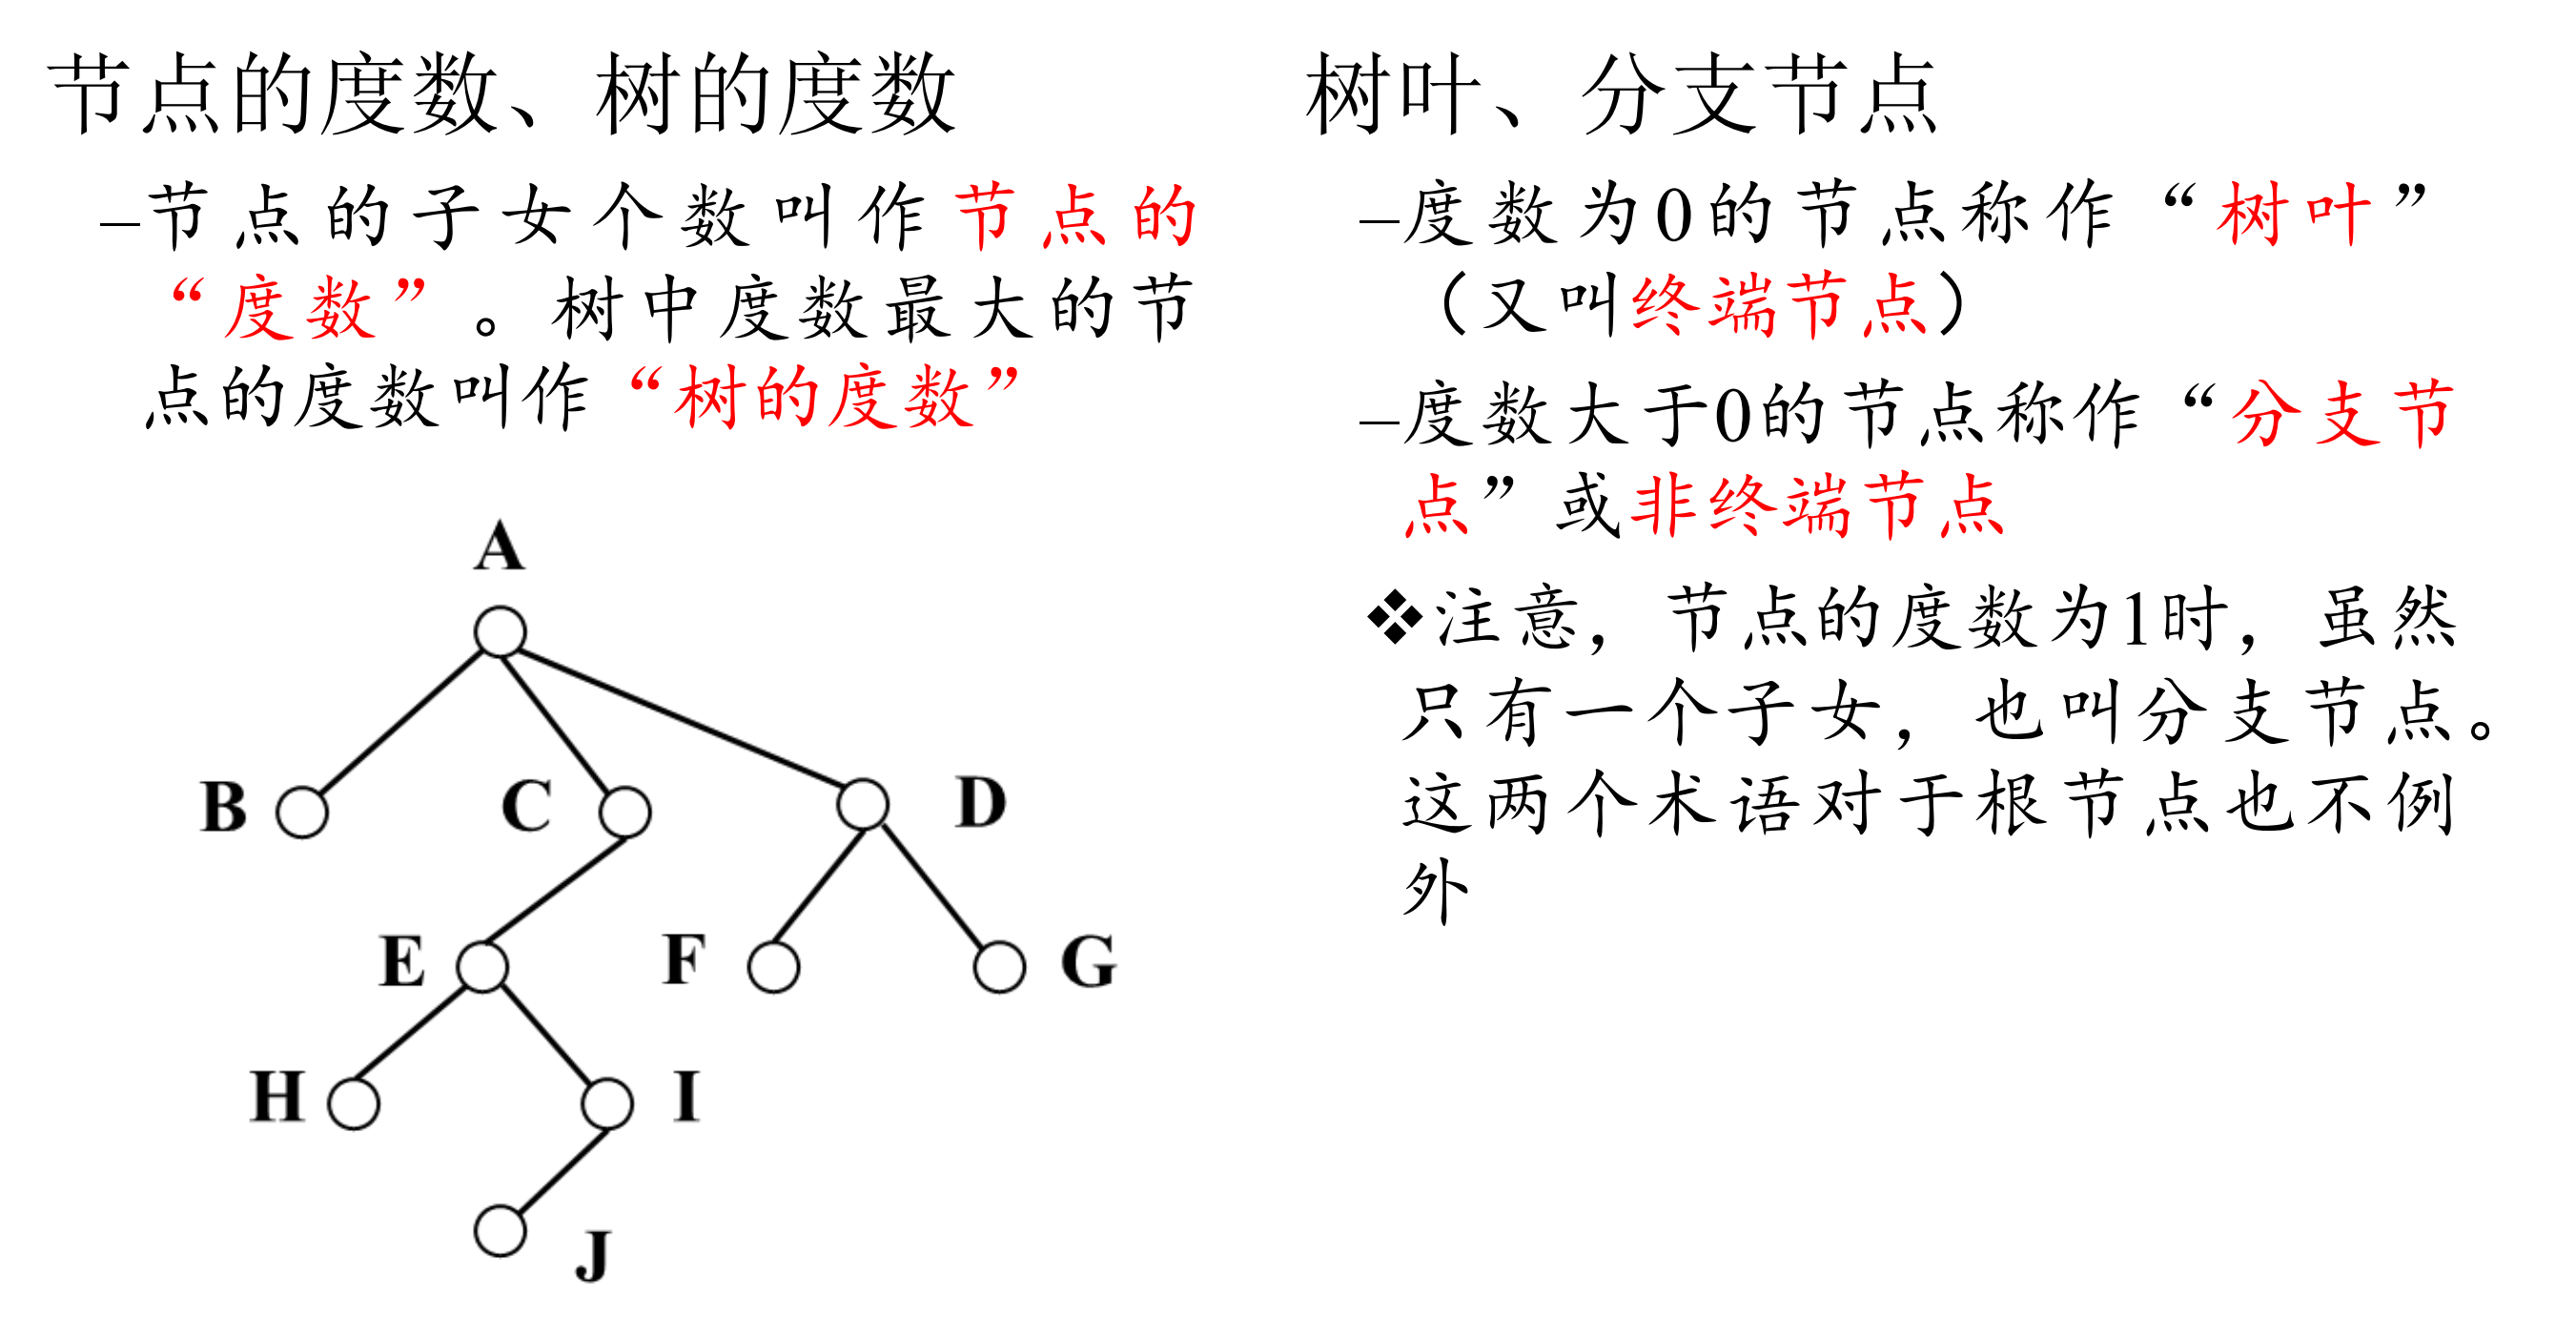 节点的度数、树的度数
–节点的子女个数叫作节点的
“度数”。树中度数最大的节
点的度数叫作“树的度数”
A
B
C
D
E
F
G
H
I
J
树叶、分支节点
–度数为0的节点称作“树叶”
（又叫终端节点）
–度数大于0的节点称作“分支节
点”或非终端节点
❖注意，节点的度数为1时，虽然
只有一个子女，也叫分支节点。
这两个术语对于根节点也不例
外